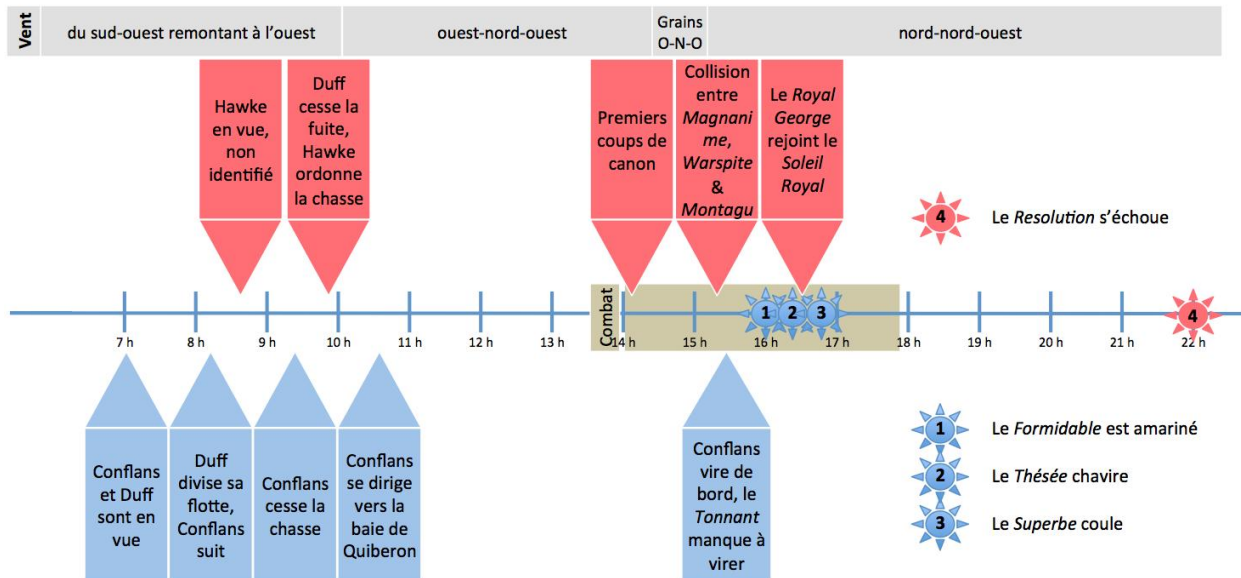 Vent
du sud-ouest remontant à l'ouest
ouest-nord-ouest
Grains
O-N-O
nord-nord-ouest
Hawke
en vue,
non
identifié
Duff
cesse la
fuite,
Hawke
ordonne
la chasse
Premiers
coups de
canon
Collision
entre
Magnani
me,
Warspite
&
Montagu
Le Royal
George
rejoint le
Soleil
Royal
4
Le Resolution s'échoue
Combat
1
2
3
4
7 h
8 h
9 h
10 h
11 h
12 h
13 h
14 h
15 h
16 h
17 h
18 h
19 h
20 h
21 h
22 h
Conflans
et Duff
sont en
vue
Duff
divise sa
flotte,
Conflans
suit
Conflans
cesse la
chasse
Conflans
se dirige
vers la
baie de
Quiberon
Conflans
vire de
bord, le
Tonnant
manque à
virer
1
Le Formidable est amariné
2
Le Thésée chavire
3
Le Superbe coule